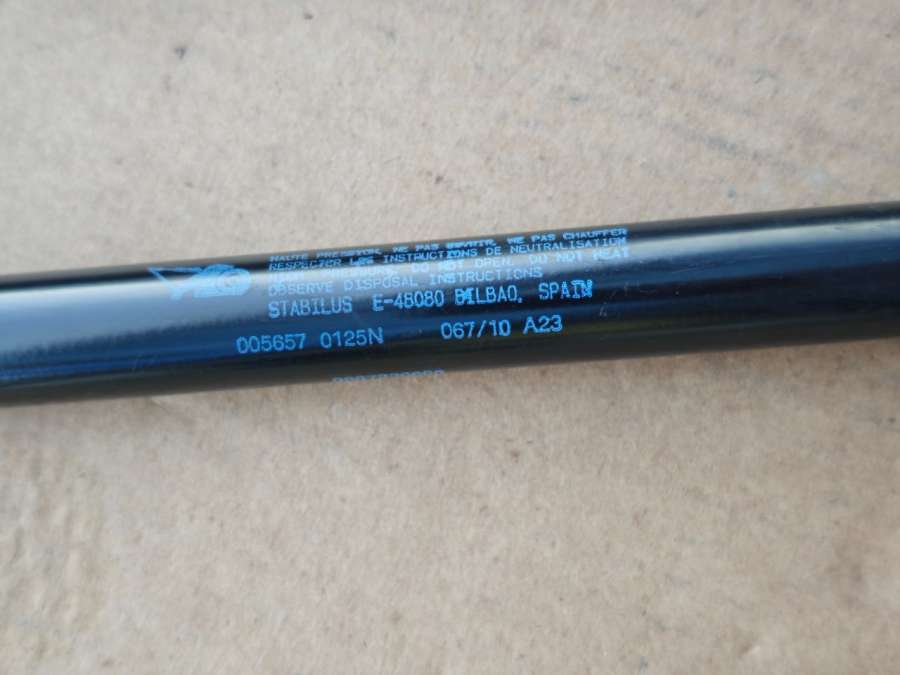 HAUTE PRESSION, NE PAS OUVRIR, NE PAS CHAUFFER
RESPECTER LES INSTRUCTIONS DE NEUTRALISATION
DO NOT OPEN. DO NOT HEAT
OBSERVE DISPOSAL INSTRUCTIONS
STABILUS E-48080 BILBAO, SPAIN
005657 0125N 067/10 A23